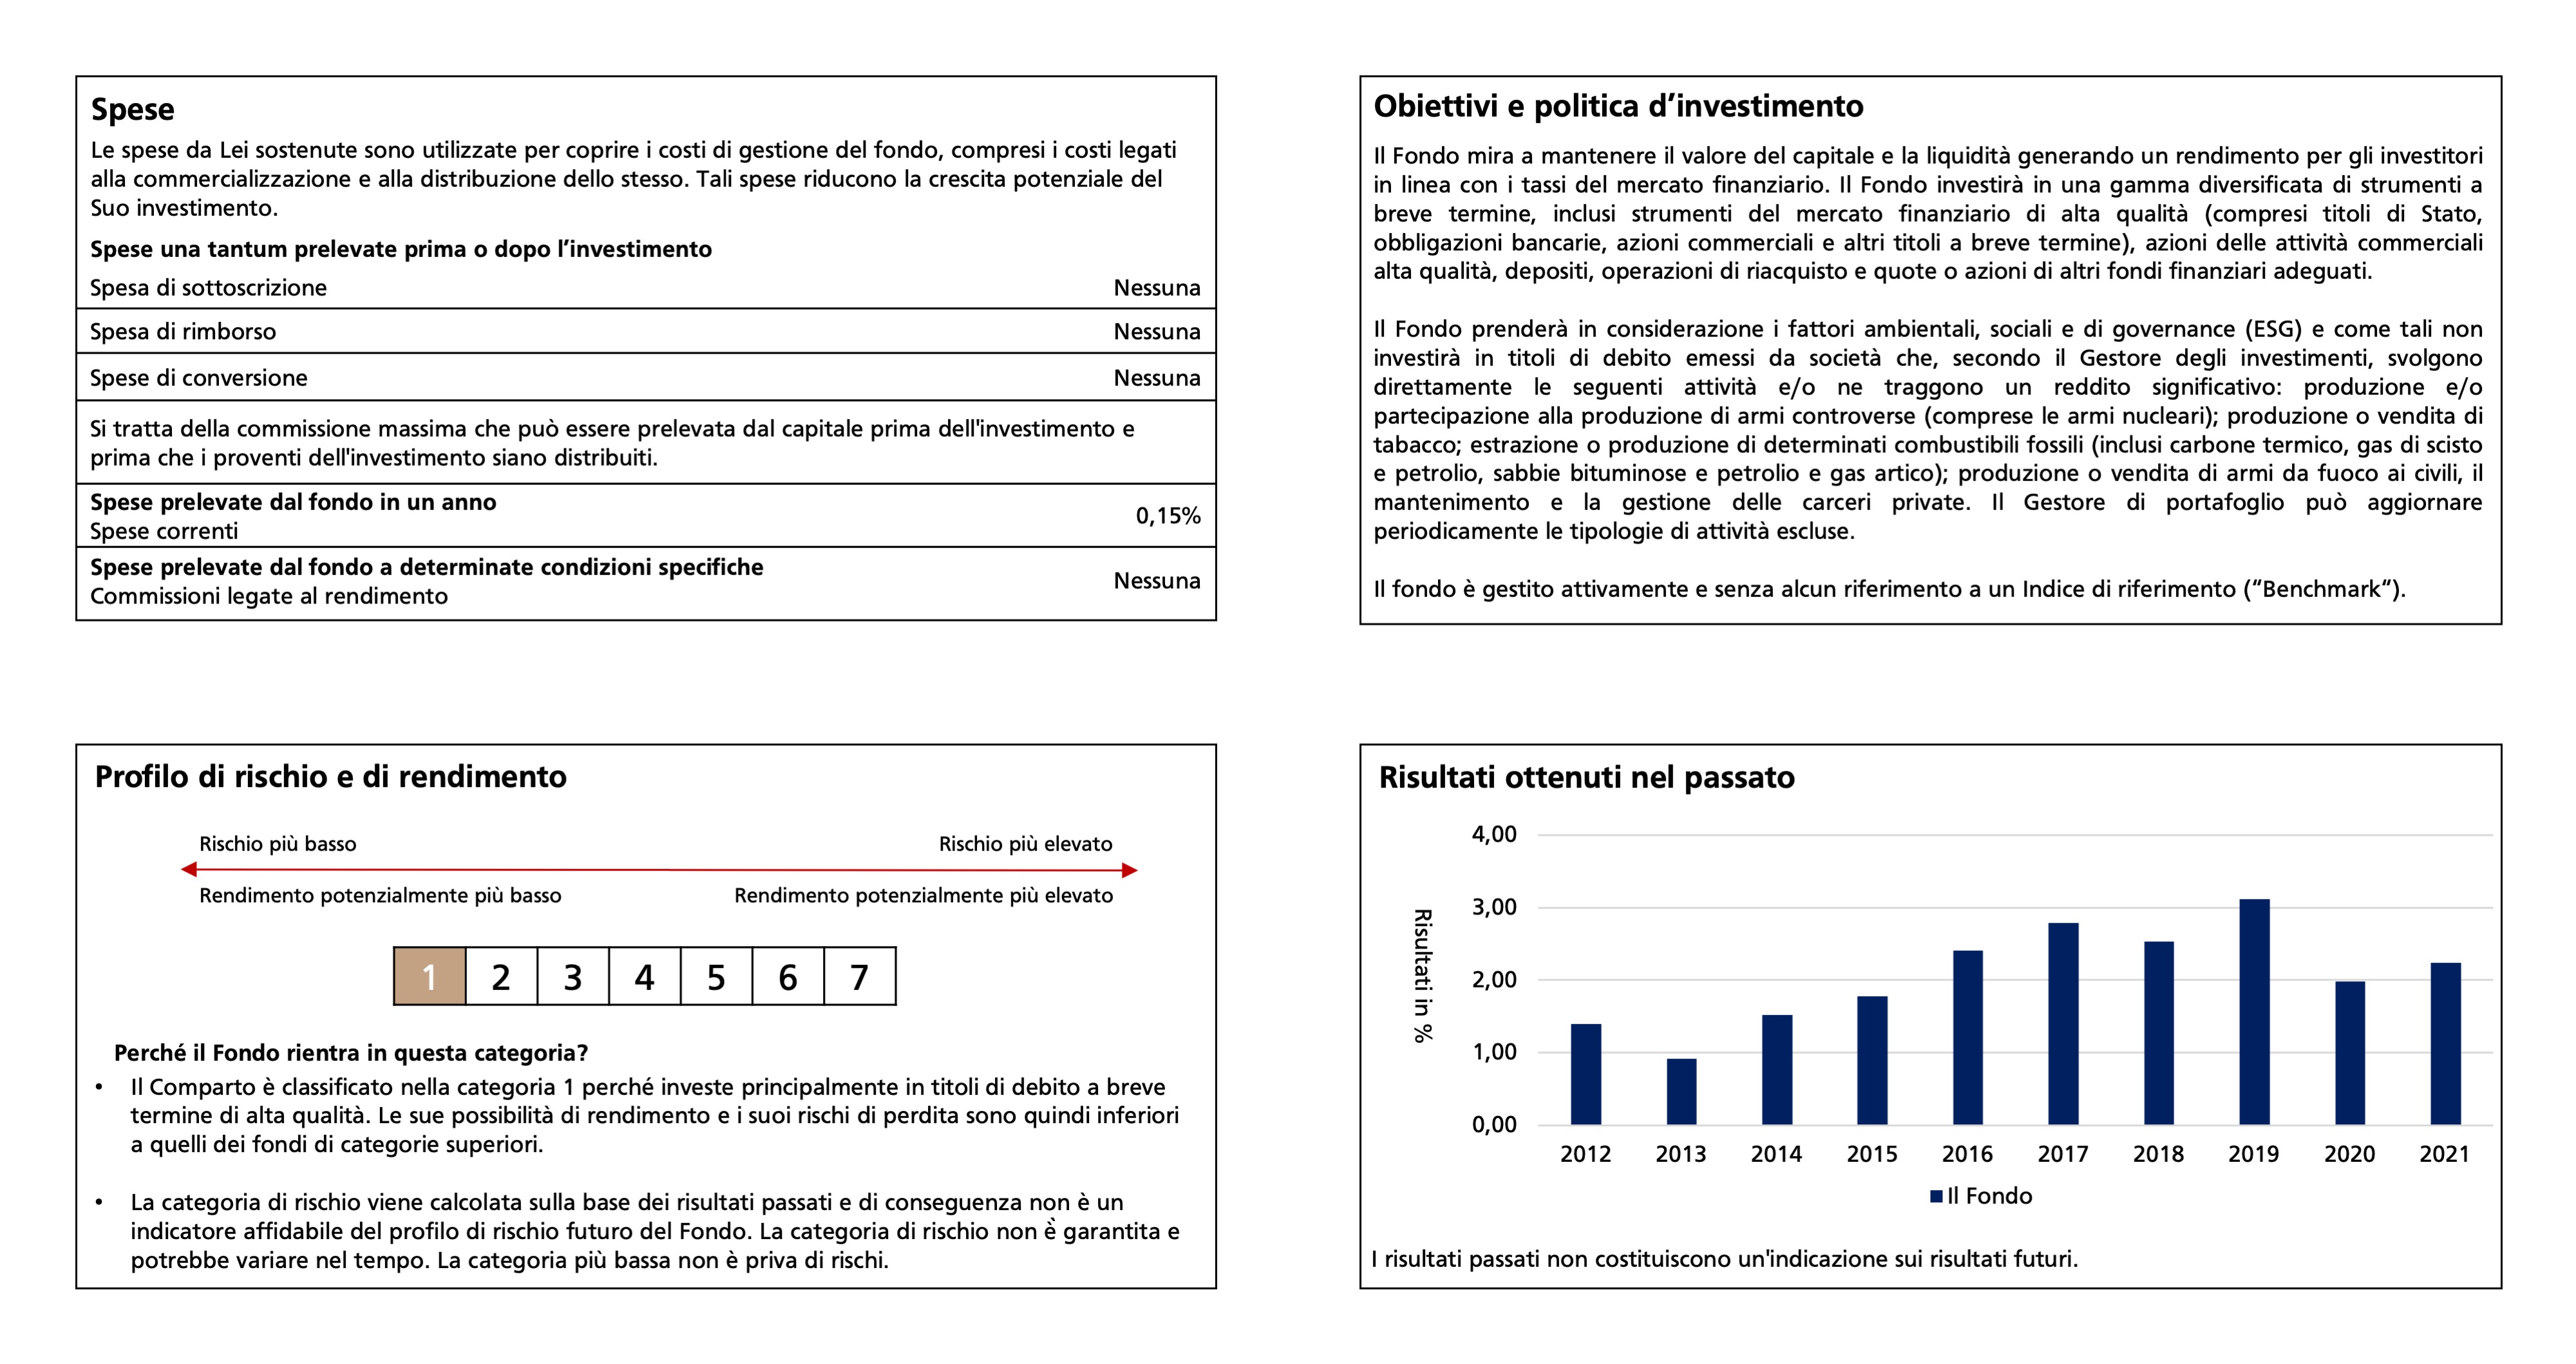 Spese
Le spese da Lei sostenute sono utilizzate per coprire i costi di gestione del fondo, compresi i costi legati
alla commercializzazione e alla distribuzione dello stesso. Tali spese riducono la crescita potenziale del
Suo investimento.
Spese una tantum prelevate prima o dopo l’investimento
Spesa di sottoscrizione Nessuna
Spesa di rimborso Nessuna
Spese di conversione Nessuna
Si tratta della commissione massima che può essere prelevata dal capitale prima dell'investimento e
prima che i proventi dell'investimento siano distribuiti.
Spese prelevate dal fondo in un anno
Spese correnti 0,15%
Spese prelevate dal fondo a determinate condizioni specifiche
Commissioni legate al rendimento Nessuna
Obiettivi e politica d’investimento
Il Fondo mira a mantenere il valore del capitale e la liquidità generando un rendimento per gli investitori
in linea con i tassi del mercato finanziario. Il Fondo investirà in una gamma diversificata di strumenti a
breve termine, inclusi strumenti del mercato finanziario di alta qualità (compresi titoli di Stato,
obbligazioni bancarie, azioni commerciali e altri titoli a breve termine), azioni delle attività commerciali
alta qualità, depositi, operazioni di riacquisto e quote o azioni di altri fondi finanziari adeguati.
Il Fondo prenderà in considerazione i fattori ambientali, sociali e di governance (ESG) e come tali non
investirà in titoli di debito emessi da società che, secondo il Gestore degli investimenti, svolgono
direttamente le seguenti attività e/o ne traggono un reddito significativo: produzione e/o
partecipazione alla produzione di armi controverse (comprese le armi nucleari); produzione o vendita di
tabacco; estrazione o produzione di determinati combustibili fossili (inclusi carbone termico, gas di scisto
e petrolio, sabbie bituminose e petrolio e gas artico); produzione o vendita di armi da fuoco ai civili, il
mantenimento e la gestione delle carceri private. Il Gestore di portafoglio può aggiornare
periodicamente le tipologie di attività escluse.
Il fondo è gestito attivamente e senza alcun riferimento a un Indice di riferimento (“Benchmark“).
Profilo di rischio e di rendimento
Rischio più basso Rischio più elevato
Rendimento potenzialmente più basso Rendimento potenzialmente più elevato
1 2 3 4 5 6 7
Perché il Fondo rientra in questa categoria?
• Il Comparto è classificato nella categoria 1 perché investe principalmente in titoli di debito a breve
termine di alta qualità. Le sue possibilità di rendimento e i suoi rischi di perdita sono quindi inferiori
a quelli dei fondi di categorie superiori.
• La categoria di rischio viene calcolata sulla base dei risultati passati e di conseguenza non è un
indicatore affidabile del profilo di rischio futuro del Fondo. La categoria di rischio non è garantita e
potrebbe variare nel tempo. La categoria più bassa non è priva di rischi.
Risultati ottenuti nel passato
Risultati in %
4,00
3,00
2,00
1,00
0,00
2012 2013 2014 2015 2016 2017 2018 2019 2020 2021
Il Fondo
I risultati passati non costituiscono un'indicazione sui risultati futuri.